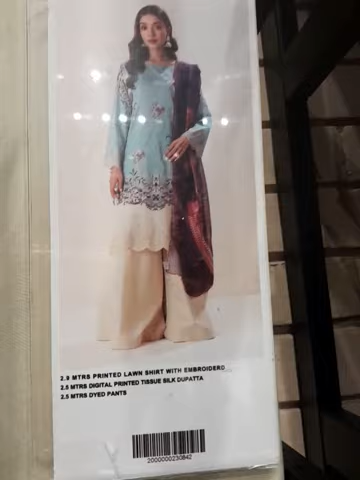 2.9 MTRS PRINTED LAWN SHIRT WITH EMBROIDERD
2.5 MTRS DIGITAL PRINTED TISSUE SILK DUPATTA
2.5 MTRS DYED PANTS
2000000230842